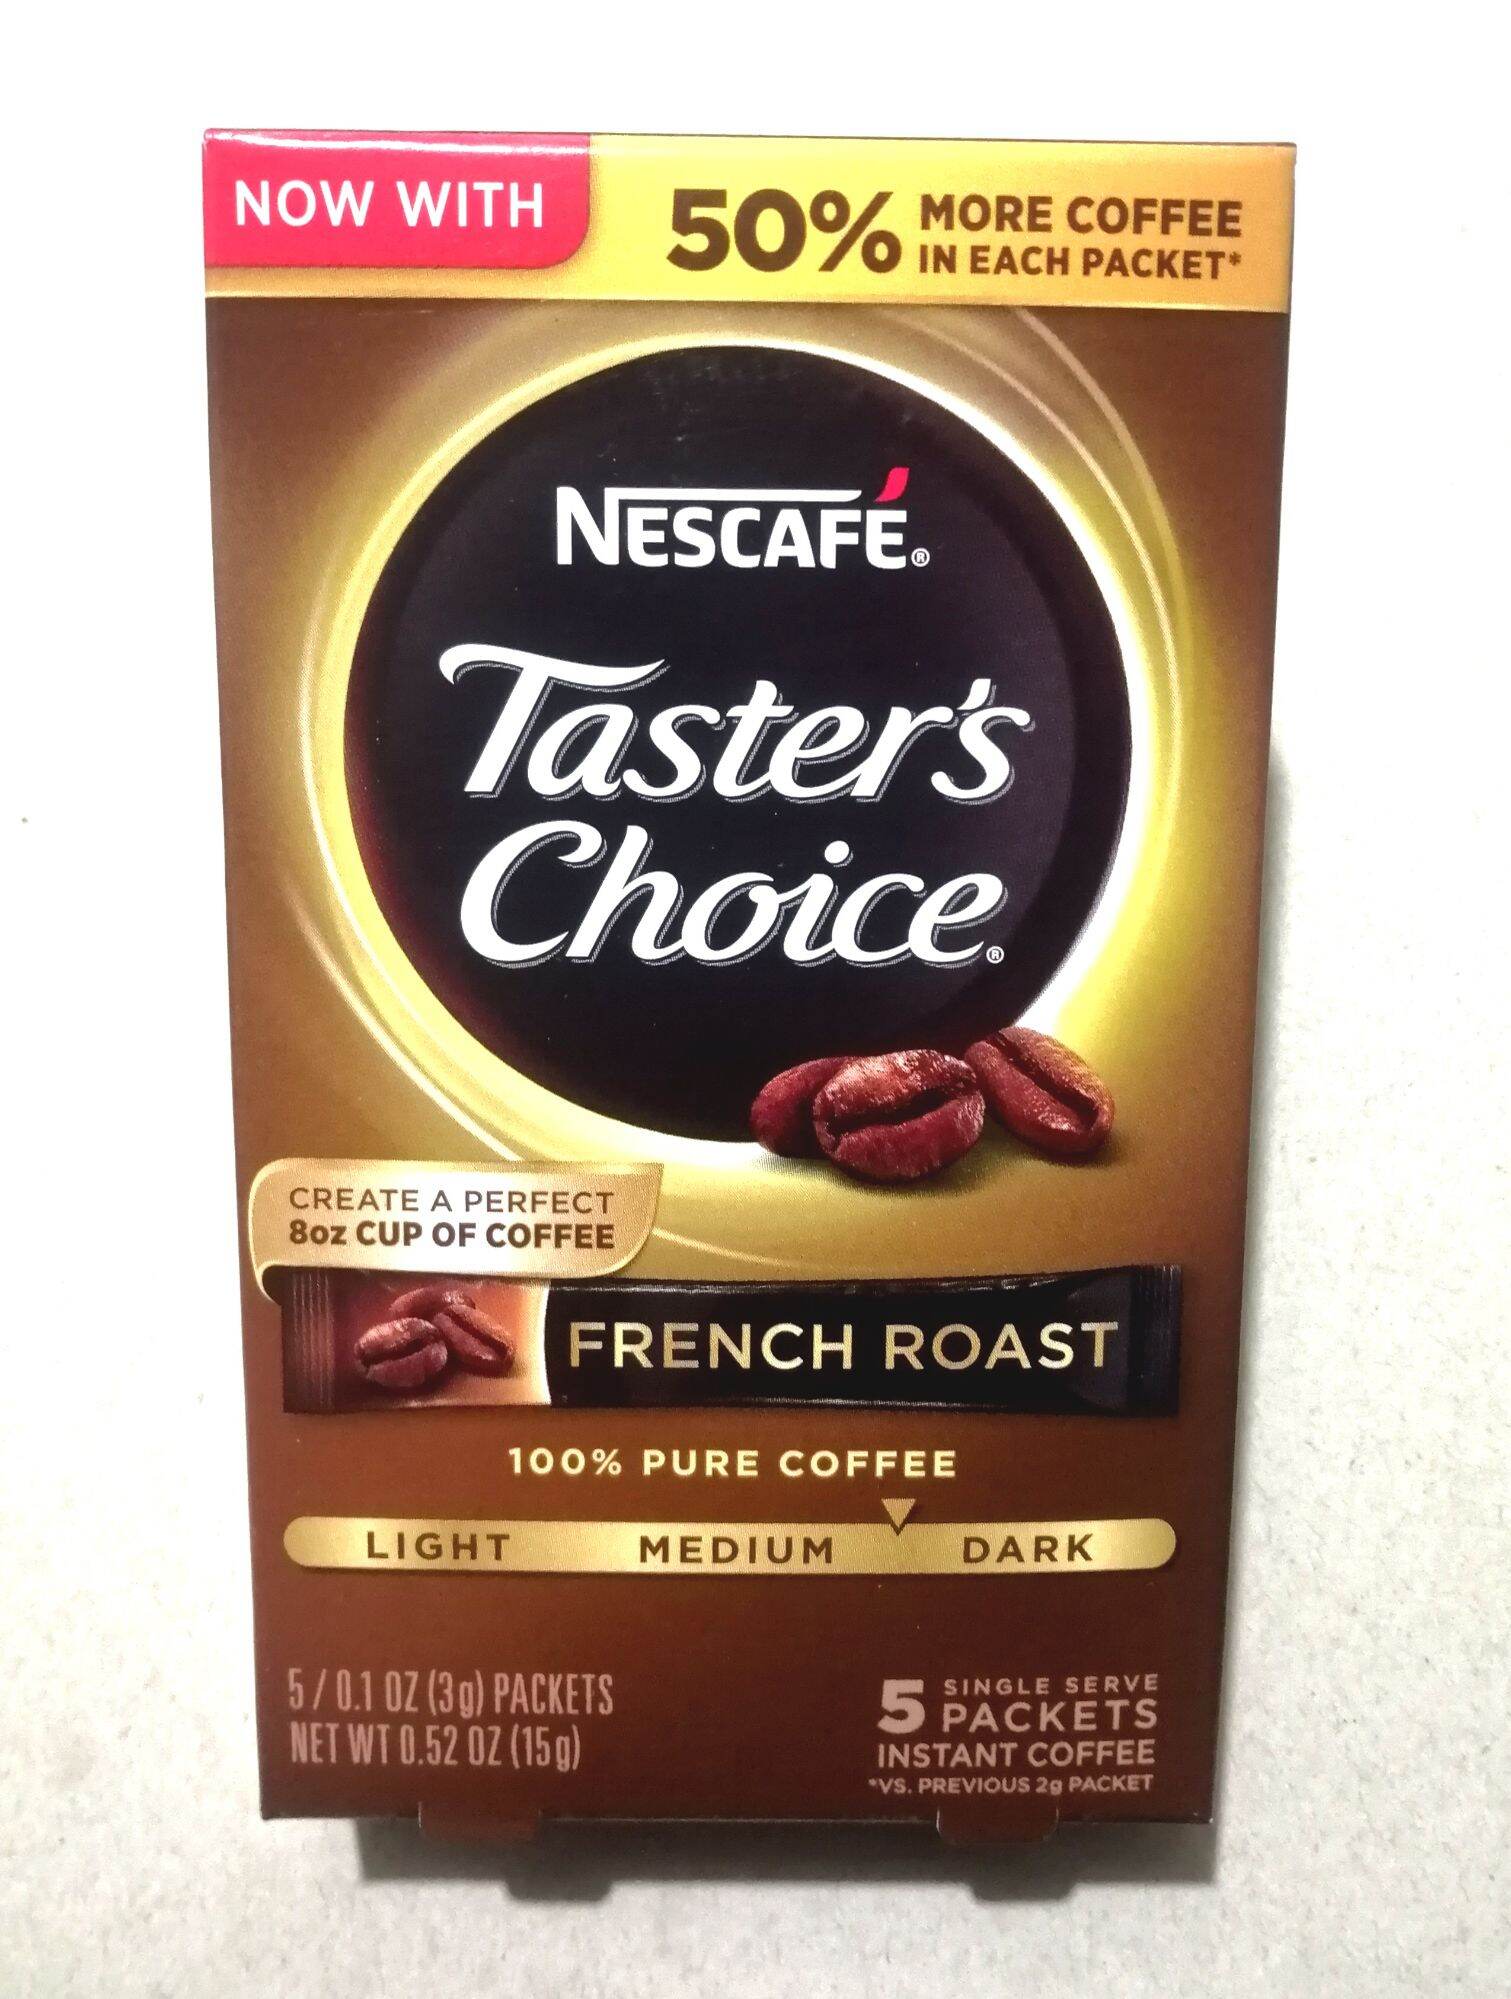 NOW WITH
50% MORE COFFEE
IN EACH PACKET*
NESCAFÉ®
Taster's
Choice®
CREATE A PERFECT
8oz CUP OF COFFEE
FRENCH ROAST
100% PURE COFFEE
LIGHT MEDIUM DARK
5 / 0.1 OZ (3g) PACKETS
NET WT 0.52 OZ (15g)
5 SINGLE SERVE
PACKETS
INSTANT COFFEE
*VS. PREVIOUS 2g PACKET